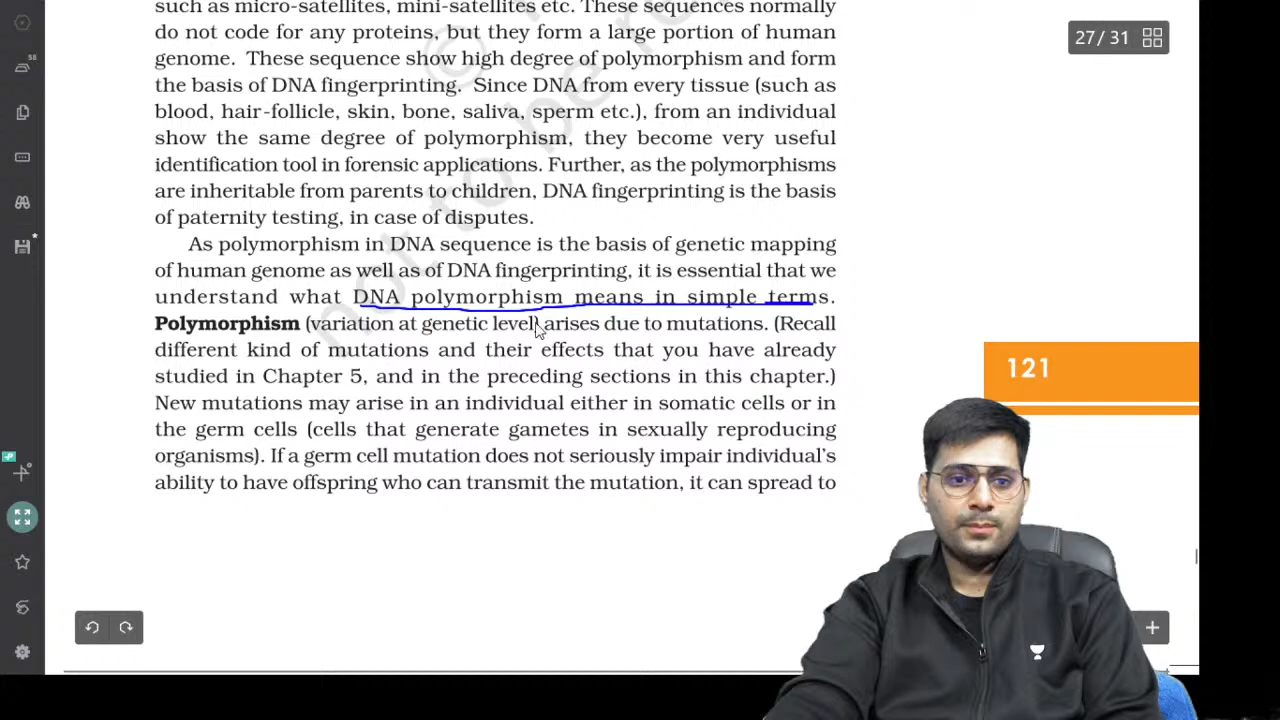 such as micro-satellites, mini-satellites etc. These sequences normally
27/ 31
do not code for any proteins, but they form a large portion of human
genome. These sequence show high degree of polymorphism and form
the basis of DNA fingerprinting. Since DNA from every tissue (such as
blood, hair-follicle, skin, bone, saliva, sperm etc.), from an individual
show the same degree of polymorphism, they become very useful
identification tool in forensic applications. Further, as the polymorphisms
are inheritable from parents to children, DNA fingerprinting is the basis
of paternity testing, in case of disputes.
As polymorphism in DNA sequence is the basis of genetic mapping
of human genome as well as of DNA fingerprinting, it is essential that we
understand what DNA polymorphism means in simple terms.
Polymorphism (variation at genetic level) arises due to mutations. (Recall
different kind of mutations and their effects that you have already
studied in Chapter 5, and in the preceding sections in this chapter.)
121
New mutations may arise in an individual either in somatic cells or in
the germ cells (cells that generate gametes in sexually reproducing
organisms). If a germ cell mutation does not seriously impair individual's
ability to have offspring who can transmit the mutation, it can spread to